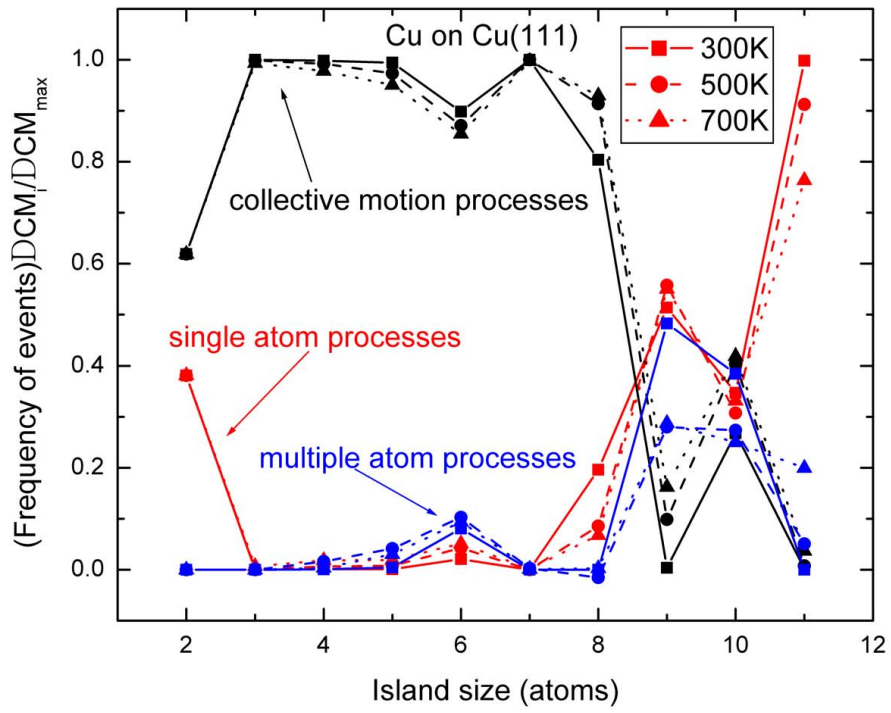 Cu on Cu(111)
300K
500K
700K
collective motion processes
single atom processes
multiple atom processes
(Frequency of events)DCMᵢ/DCMₘₐₓ
1.0
0.8
0.6
0.4
0.2
0.0
2
4
6
8
10
12
Island size (atoms)